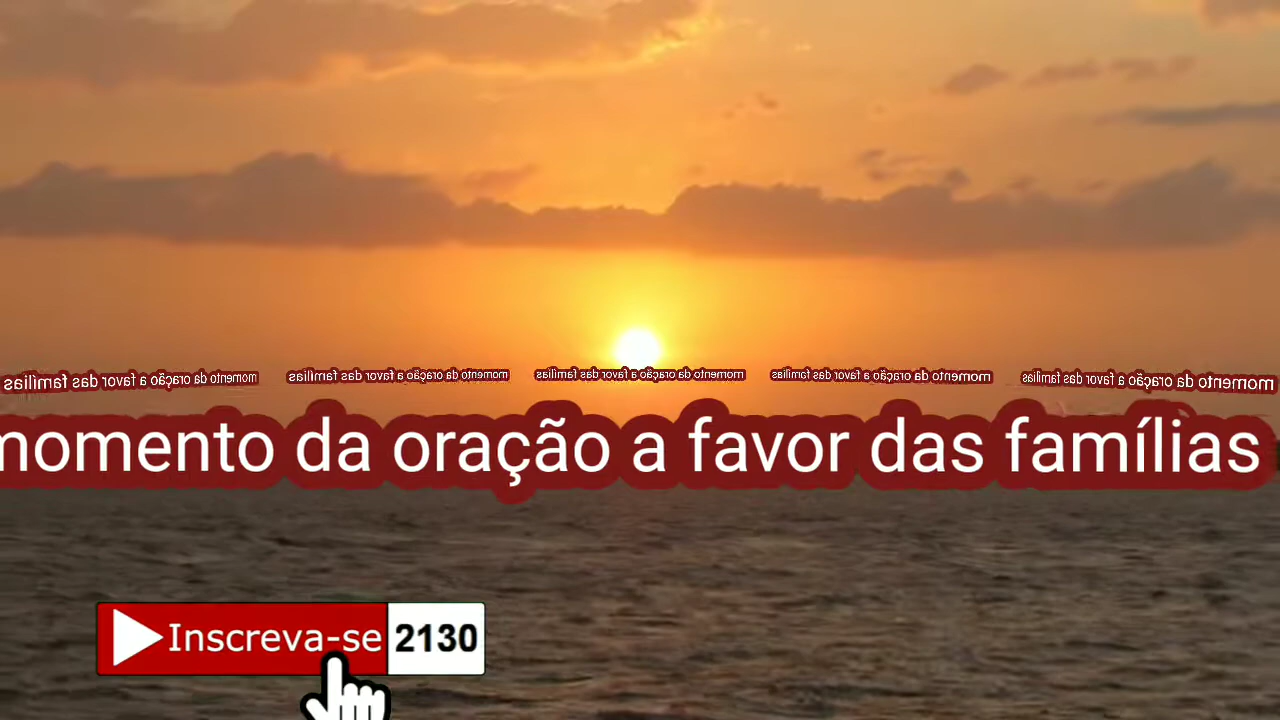 momento da oração a favor das famílias momento da oração a favor das famílias momento da oração a favor das famílias momento da oração a favor das famílias momento da oração a favor das famílias
momento da oração a favor das famílias
Inscreva-se 2130